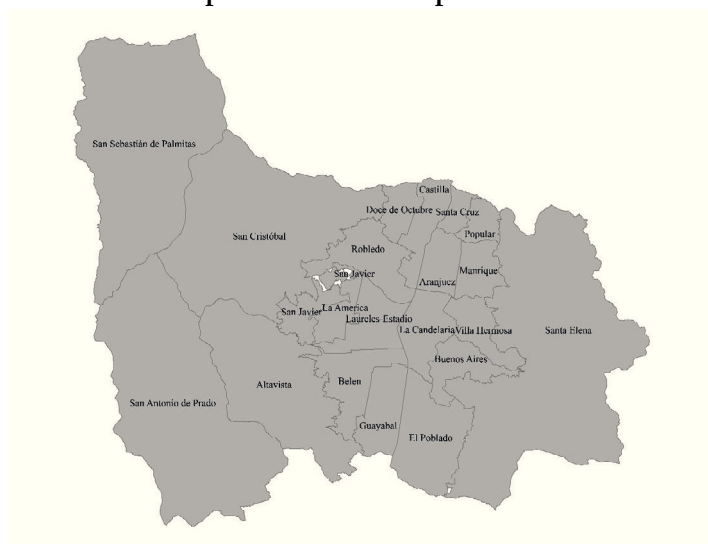 San Sebastián de Palmitas
Castilla
Doce de Octubre
Santa Cruz
San Cristóbal
Popular
Robledo
Manrique
San Javier
Aranjuez
San Javier
La America
Laureles-Estadio
La Candelaria
Villa Hermosa
Santa Elena
Buenos Aires
Altavista
Belen
San Antonio de Prado
Guayabal
El Poblado